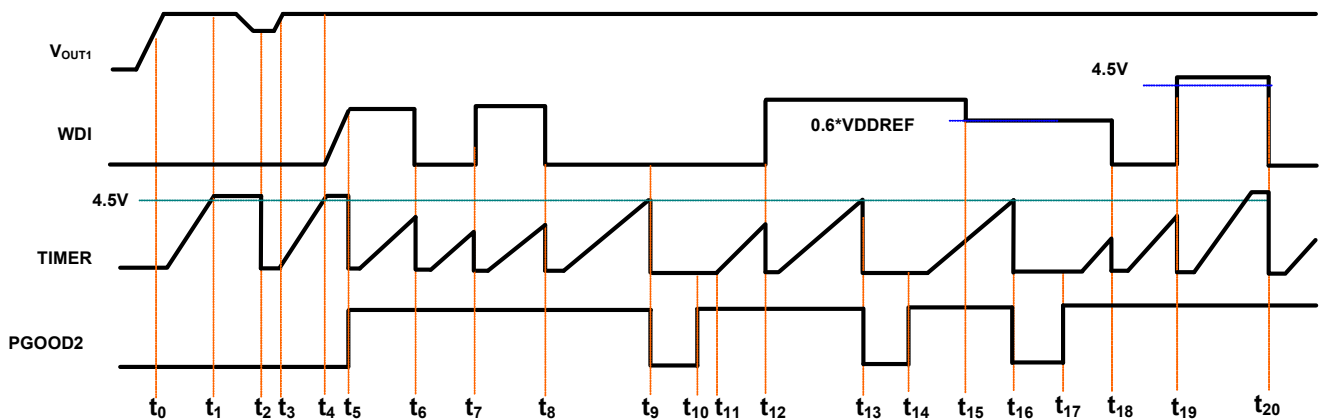 VOUT1
4.5V
WDI
0.6*VDDREF
4.5V
TIMER
PGOOD2
t0 t1 t2 t3 t4 t5 t6 t7 t8 t9 t10 t11 t12 t13 t14 t15 t16 t17 t18 t19 t20